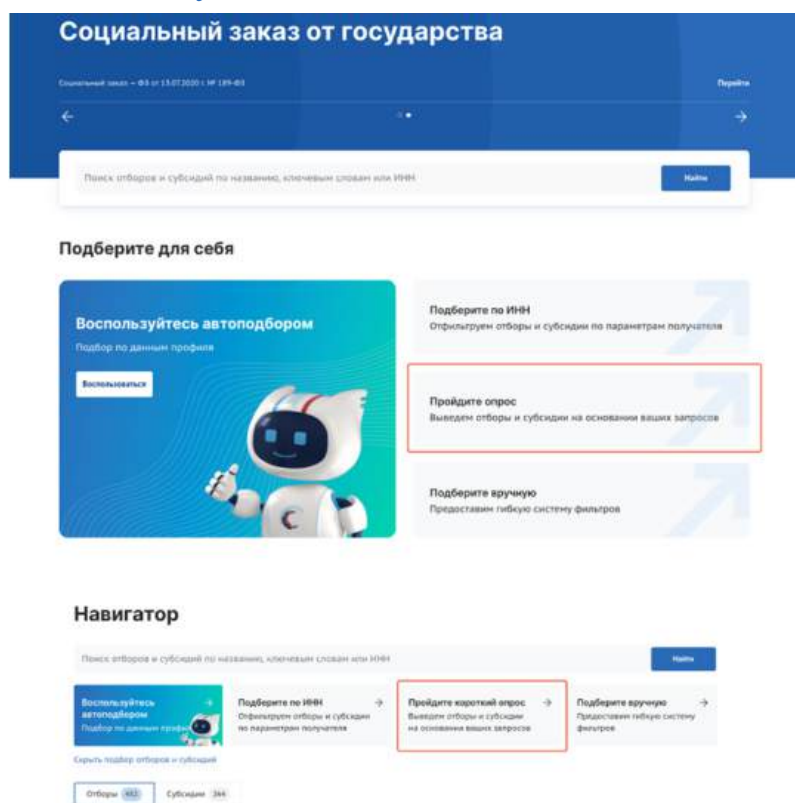 Социальный заказ от государства
Социальный заказ – ФЗ от 13.07.2020 г. № 189-ФЗ
Перейти
Поиск отборов и субсидий по названию, ключевым словам или ИНН
Найти
Подберите для себя
Воспользуйтесь автоподбором
Подбор по данным профиля
Воспользоваться
Подберите по ИНН
Отфильтруем отборы и субсидии по параметрам получателя
Пройдите опрос
Выведем отборы и субсидии на основании ваших запросов
Подберите вручную
Предоставим гибкую систему фильтров
Навигатор
Поиск отборов и субсидий по названию, ключевым словам или ИНН
Найти
Воспользуйтесь
автоподбором
Подбор по данным
Подберите по ИНН
Отфильтруем отборы и субсидии
по параметрам получателя
Пройдите короткий опрос
Выведем отборы и субсидии
на основании ваших запросов
Подберите вручную
Предоставим гибкую систему
фильтров
Скрыть подбор отборов и субсидий
Отборы
Субсидии